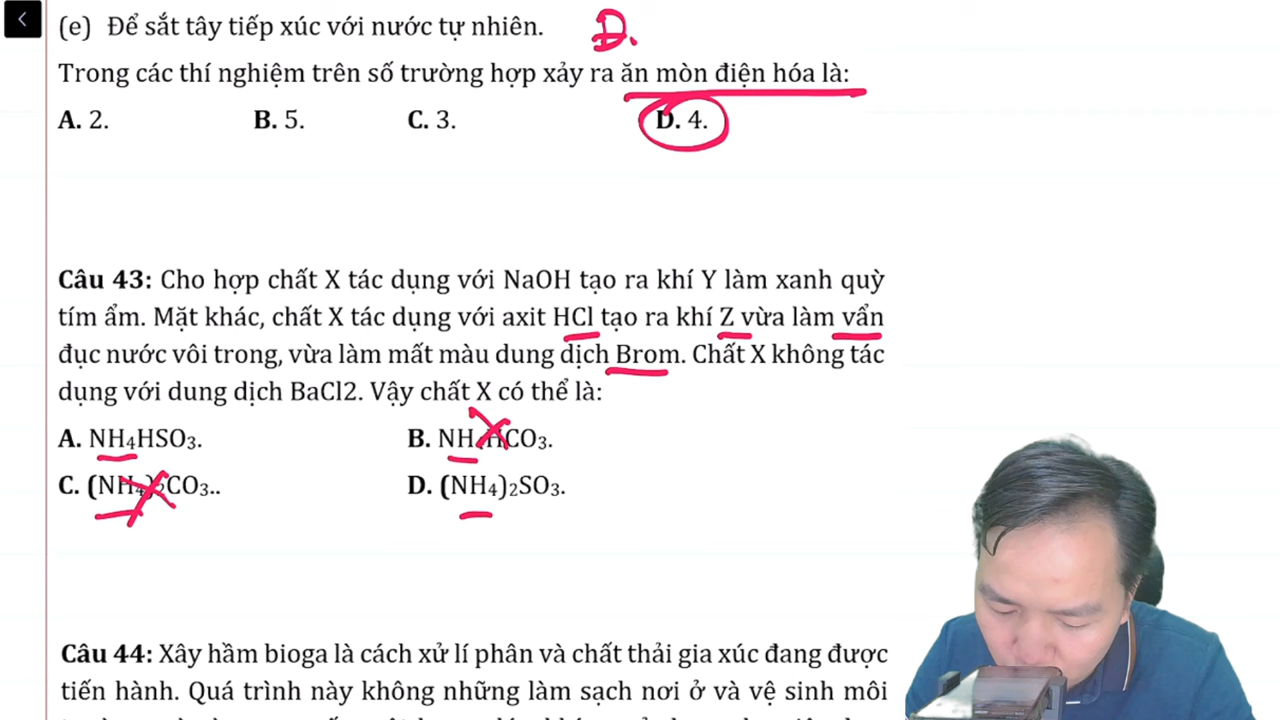 (e) Để sắt tây tiếp xúc với nước tự nhiên.
D.
Trong các thí nghiệm trên số trường hợp xảy ra ăn mòn điện hóa là:
A. 2. B. 5. C. 3. D. 4.
Câu 43: Cho hợp chất X tác dụng với NaOH tạo ra khí Y làm xanh quỳ
tím ẩm. Mặt khác, chất X tác dụng với axit HCl tạo ra khí Z vừa làm vẩn
đục nước vôi trong, vừa làm mất màu dung dịch Brom. Chất X không tác
dụng với dung dịch BaCl2. Vậy chất X có thể là:
A. NH₄HSO₃. B. NH₄HCO₃.
C. (NH₄)₂CO₃.. D. (NH₄)₂SO₃.
Câu 44: Xây hầm bioga là cách xử lí phân và chất thải gia xúc đang được
tiến hành. Quá trình này không những làm sạch nơi ở và vệ sinh môi